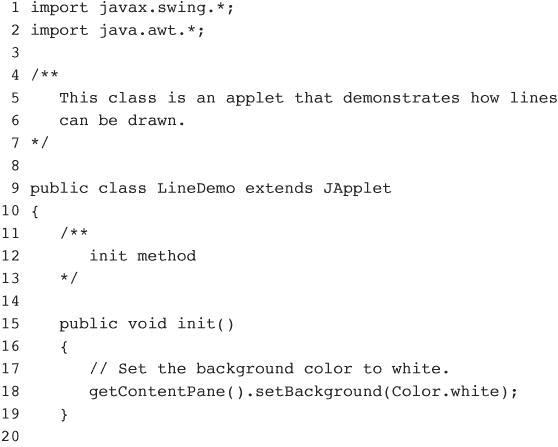 1 import javax.swing.*;
2 import java.awt.*;
3
4 /**
5    This class is an applet that demonstrates how lines
6    can be drawn.
7 */
8
9 public class LineDemo extends JApplet
10 {
11    /**
12       init method
13    */
14
15    public void init()
16    {
17       // Set the background color to white.
18       getContentPane().setBackground(Color.white);
19    }
20